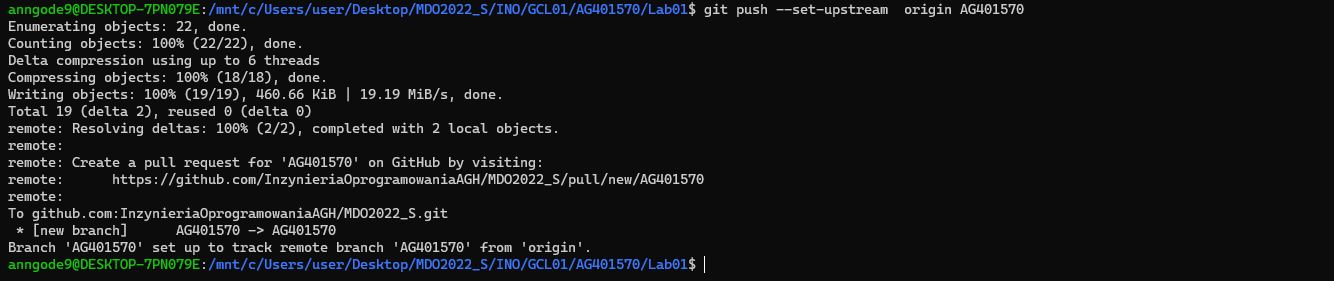 anngode9@DESKTOP-7PN079E:/mnt/c/Users/user/Desktop/MDO2022_S/INO/GCL01/AG401570/Lab01$ git push --set-upstream  origin AG401570
Enumerating objects: 22, done.
Counting objects: 100% (22/22), done.
Delta compression using up to 6 threads
Compressing objects: 100% (18/18), done.
Writing objects: 100% (19/19), 460.66 KiB | 19.19 MiB/s, done.
Total 19 (delta 2), reused 0 (delta 0)
remote: Resolving deltas: 100% (2/2), completed with 2 local objects.
remote:
remote: Create a pull request for 'AG401570' on GitHub by visiting:
remote:      https://github.com/InzynieriaOprogramowaniaAGH/MDO2022_S/pull/new/AG401570
remote:
To github.com:InzynieriaOprogramowaniaAGH/MDO2022_S.git
 * [new branch]      AG401570 -> AG401570
Branch 'AG401570' set up to track remote branch 'AG401570' from 'origin'.
anngode9@DESKTOP-7PN079E:/mnt/c/Users/user/Desktop/MDO2022_S/INO/GCL01/AG401570/Lab01$